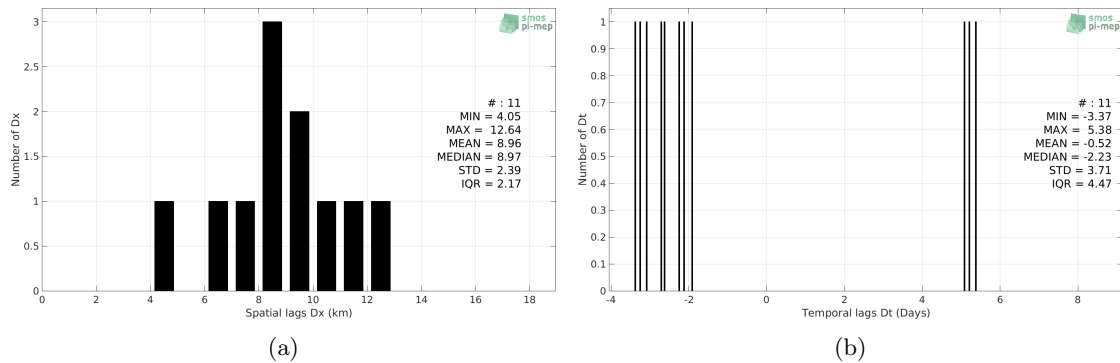 smos
pi-mep
3
2.5
2
1.5
1
0.5
0
Number of Dx
# : 11
MIN = 4.05
MAX = 12.64
MEAN = 8.96
MEDIAN = 8.97
STD = 2.39
IQR = 2.17
0 2 4 6 8 10 12 14 16 18
Spatial lags Dx (km)
(a)
smos
pi-mep
1
0.9
0.8
0.7
0.6
0.5
0.4
0.3
0.2
0.1
0
Number of Dt
# : 11
MIN = -3.37
MAX = 5.38
MEAN = -0.52
MEDIAN = -2.23
STD = 3.71
IQR = 4.47
-4 -2 0 2 4 6 8
Temporal lags Dt (Days)
(b)